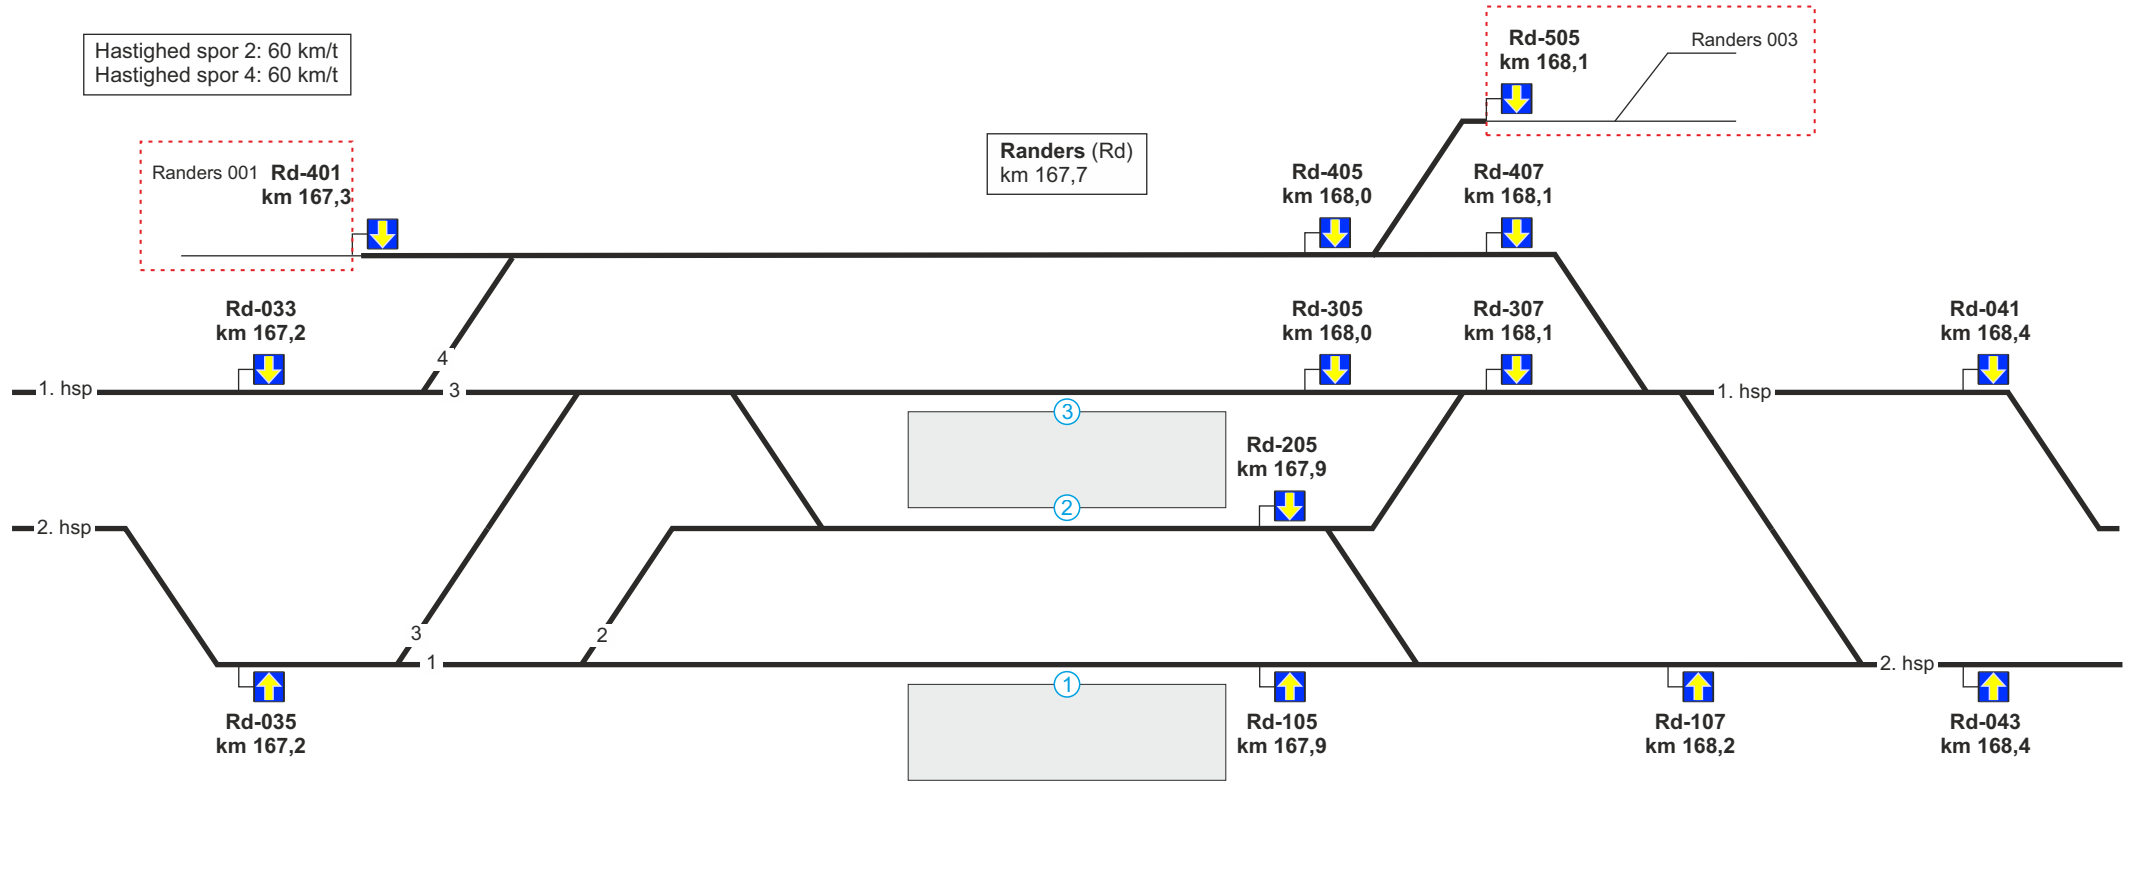 Hastighed spor 2: 60 km/t
Hastighed spor 4: 60 km/t
Rd-505
km 168,1
Randers 003
Randers 001
Rd-401
km 167,3
Randers (Rd)
km 167,7
Rd-405
km 168,0
Rd-407
km 168,1
Rd-033
km 167,2
Rd-305
km 168,0
Rd-307
km 168,1
Rd-041
km 168,4
4
1. hsp
3
1. hsp
3
Rd-205
km 167,9
2
2. hsp
3
2
1
2. hsp
1
Rd-035
km 167,2
Rd-105
km 167,9
Rd-107
km 168,2
Rd-043
km 168,4